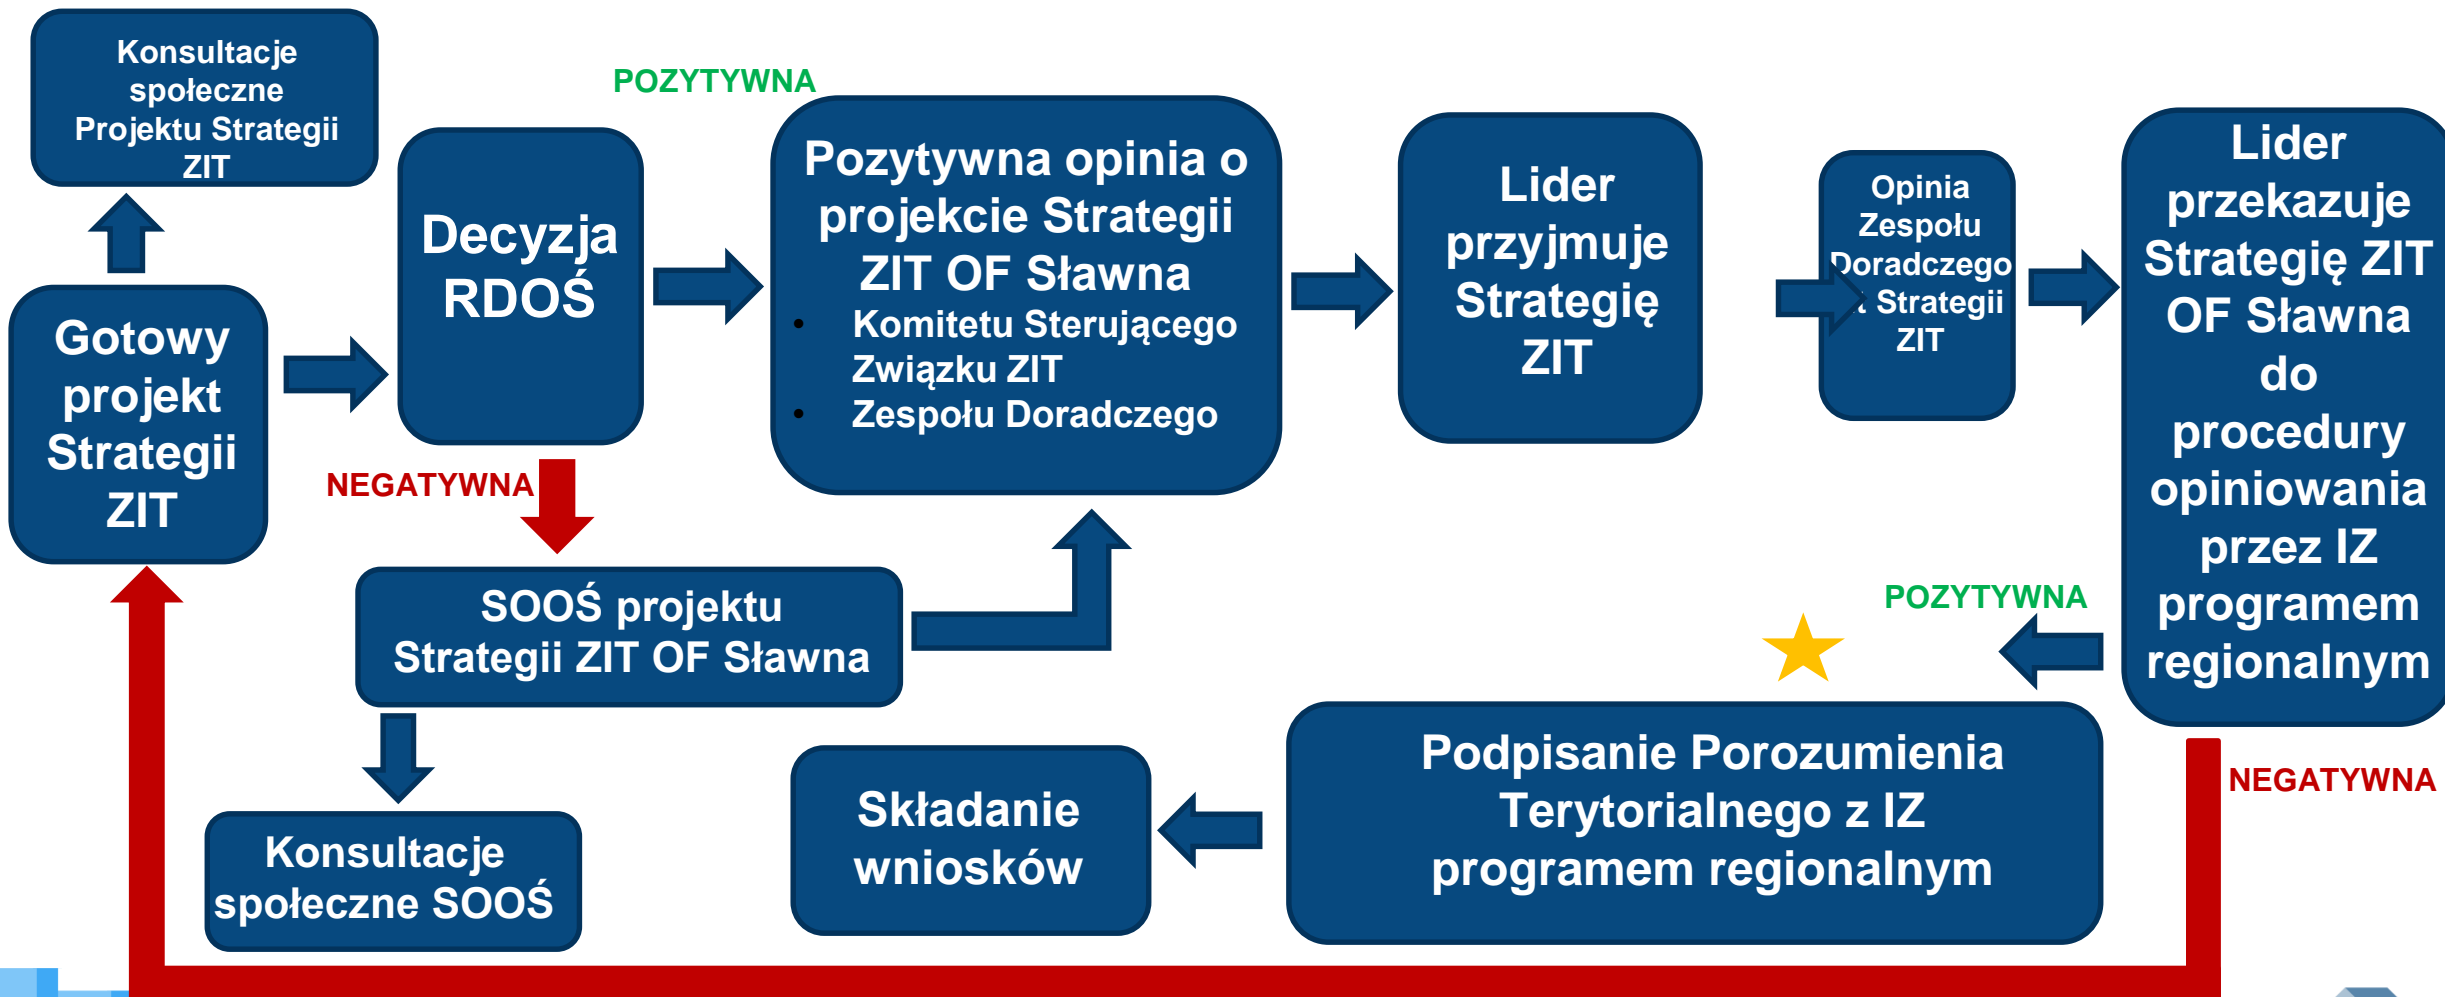 Konsultacje
społeczne
Projektu Strategii
ZIT
Gotowy
projekt
Strategii
ZIT
Decyzja
RDOŚ
POZYTYWNA
NEGATYWNA
Pozytywna opinia o
projekcie Strategii
ZIT OF Sławna
• Komitetu Sterującego
Związku ZIT
• Zespołu Doradczego
Lider
przyjmuje
Strategię
ZIT
Opinia
Zespołu
Doradczego
Strategii
ZIT
Lider
przekazuje
Strategię ZIT
OF Sławna
do
procedury
opiniowania
przez IZ
programem
regionalnym
SOOŚ projektu
Strategii ZIT OF Sławna
Konsultacje
społeczne SOOŚ
POZYTYWNA
NEGATYWNA
Podpisanie Porozumienia
Terytorialnego z IZ
programem regionalnym
Składanie
wniosków